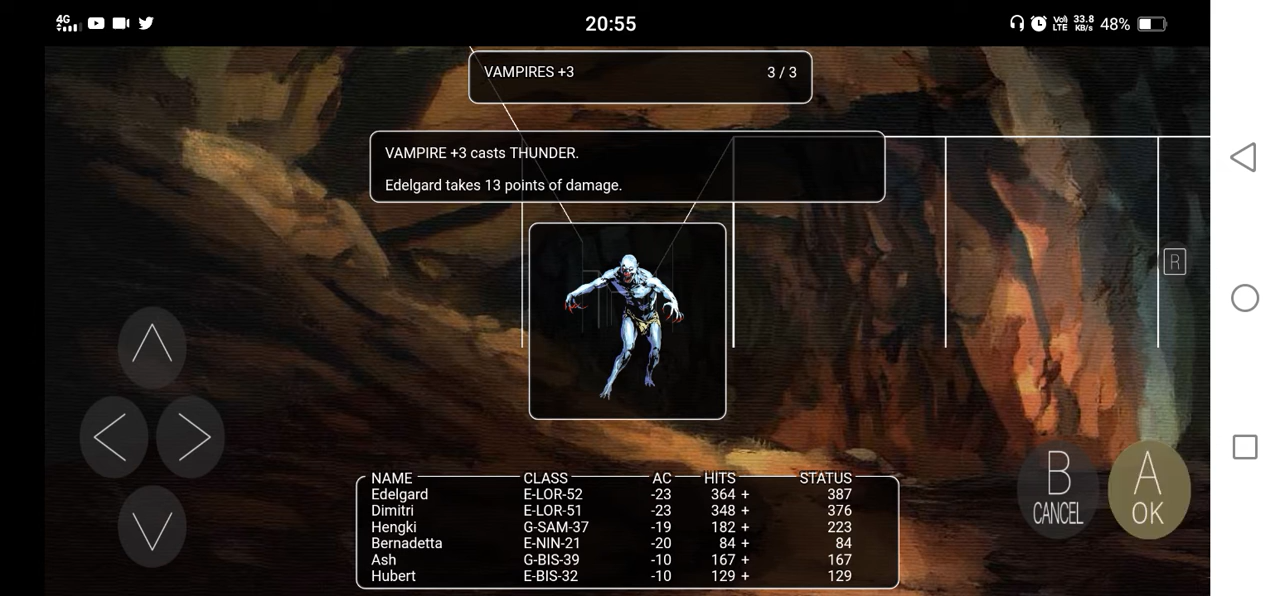 4G 20:55 VoI) LTE 33.8 KB/s 48%
VAMPIRES +3 3 / 3
VAMPIRE +3 casts THUNDER.
Edelgard takes 13 points of damage.
R
NAME CLASS AC HITS STATUS
Edelgard E-LOR-52 -23 364 + 387
Dimitri E-LOR-51 -23 348 + 376
Hengki G-SAM-37 -19 182 + 223
Bernadetta E-NIN-21 -20 84 + 84
Ash G-BIS-39 -10 167 + 167
Hubert E-BIS-32 -10 129 + 129
B CANCEL
A OK